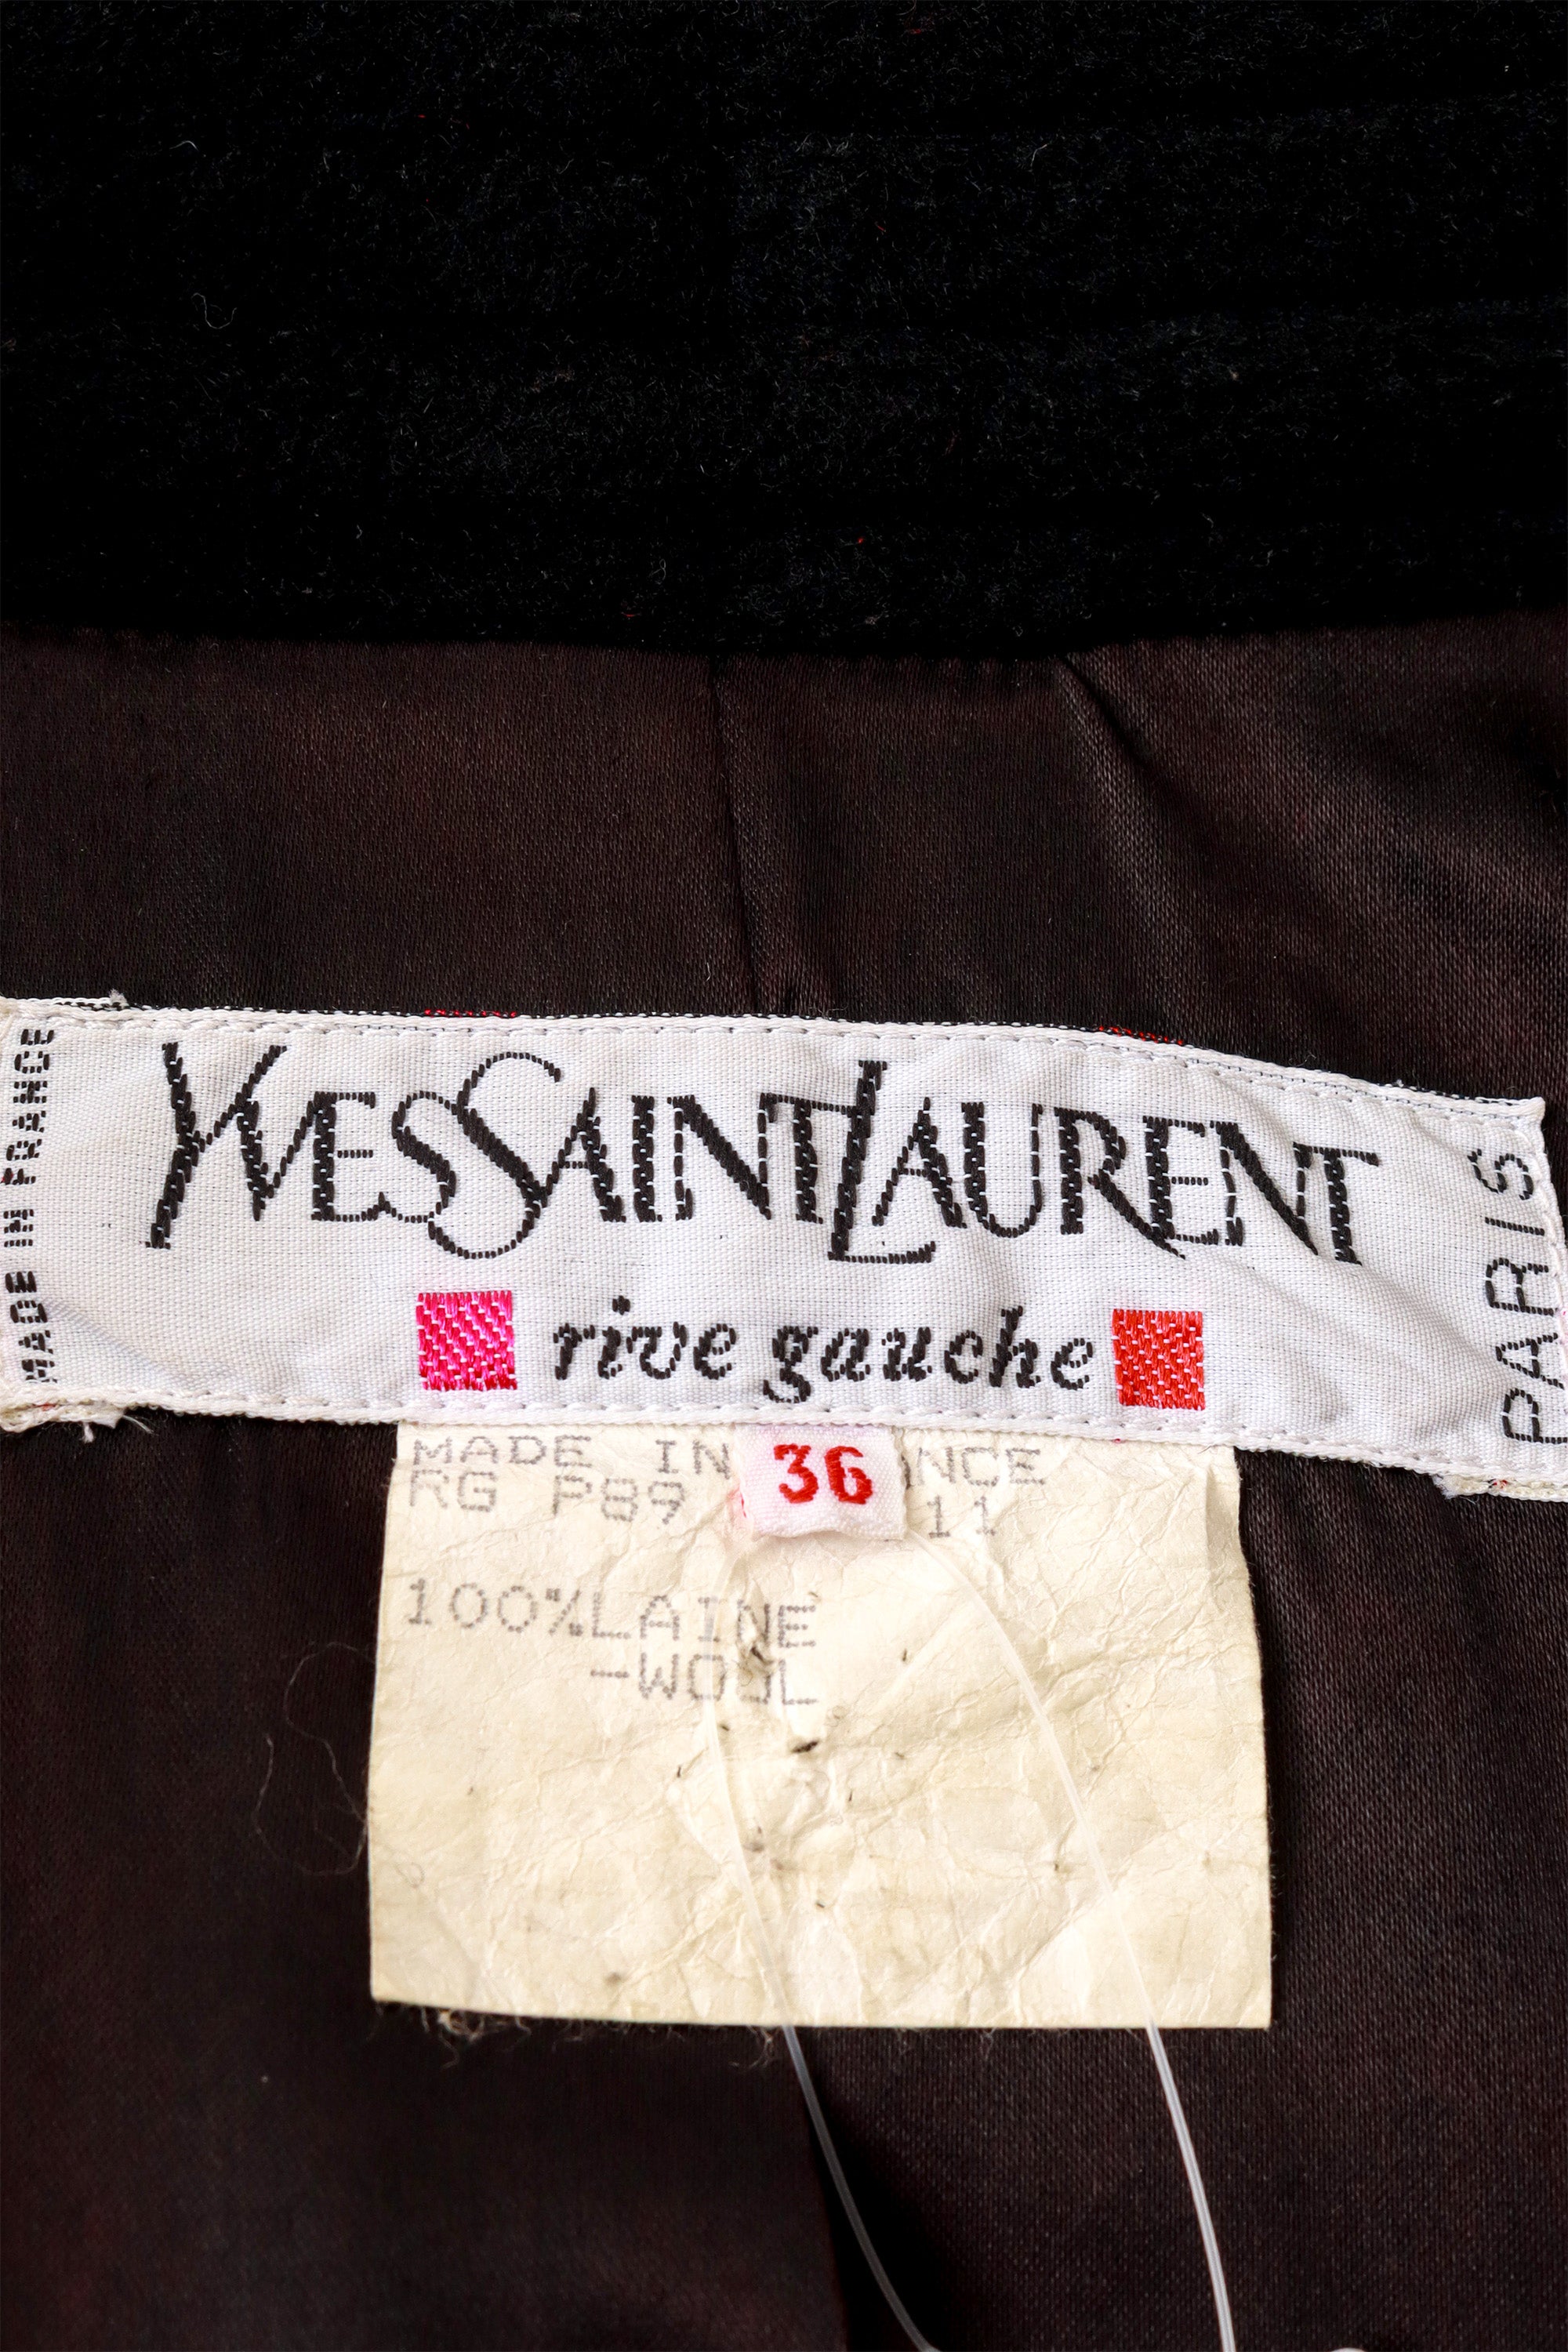 MADE IN FRANCE
YVESSAINTLAURENT
rive gauche
PARIS
36
MADE IN NCE
RG P89 11
100%LAINE
-WOOL